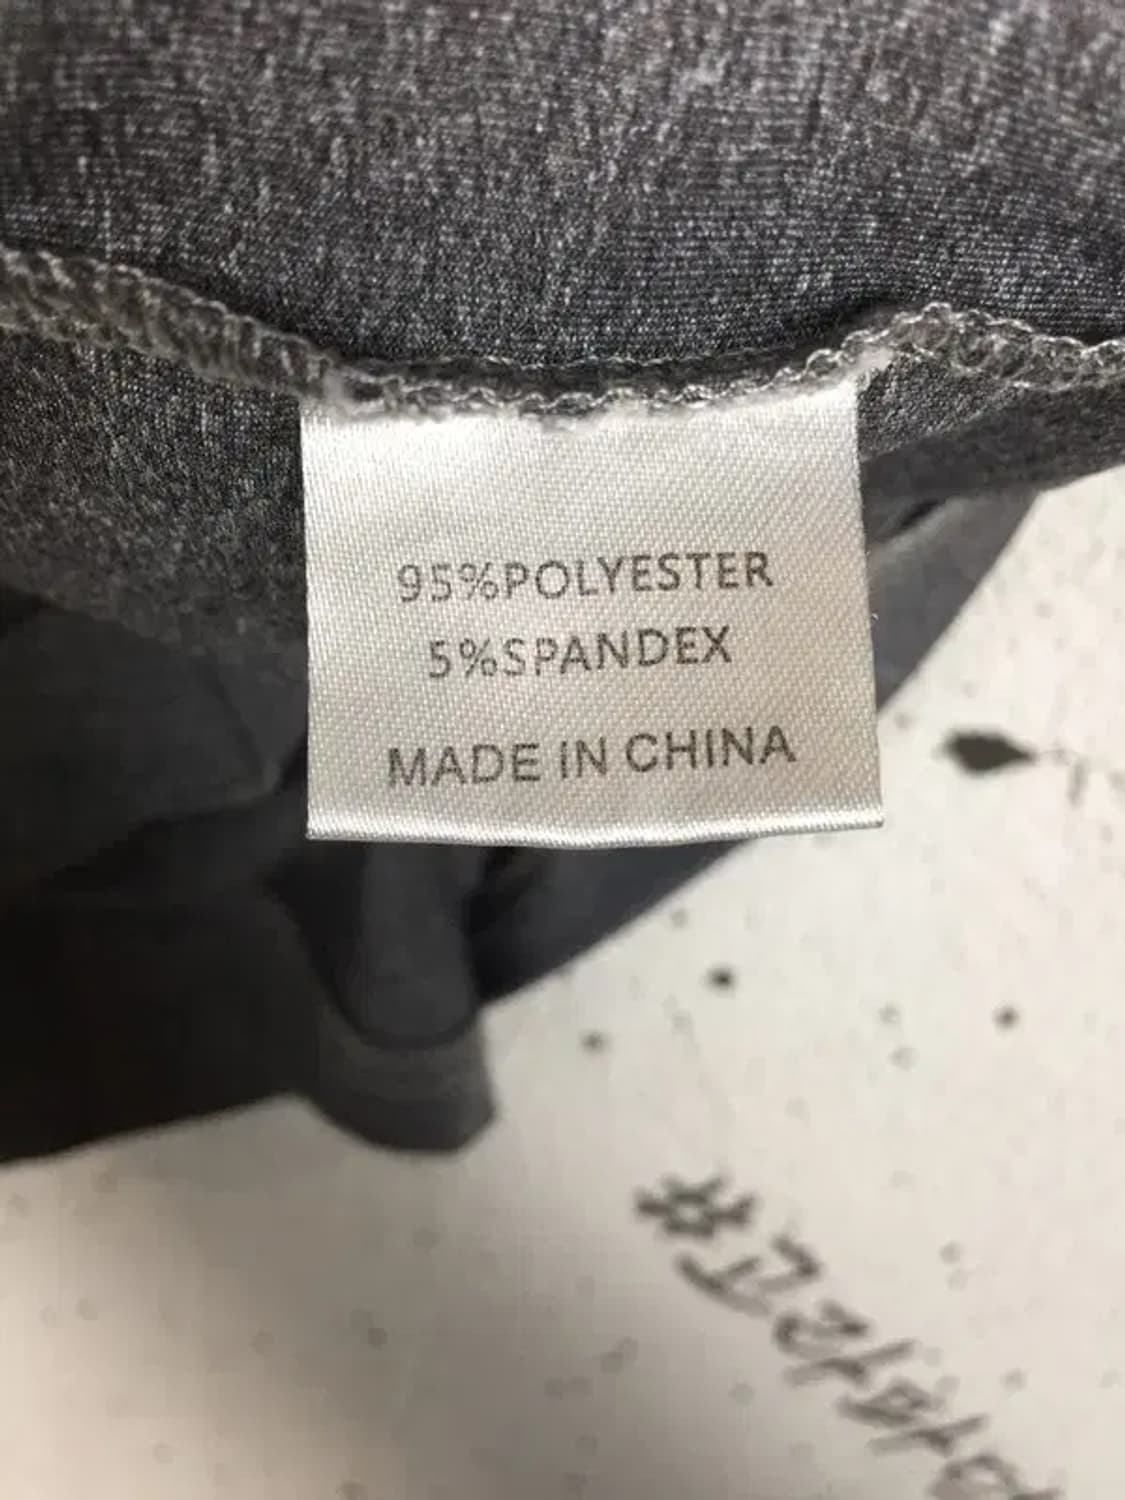 95%POLYESTER
5%SPANDEX
MADE IN CHINA